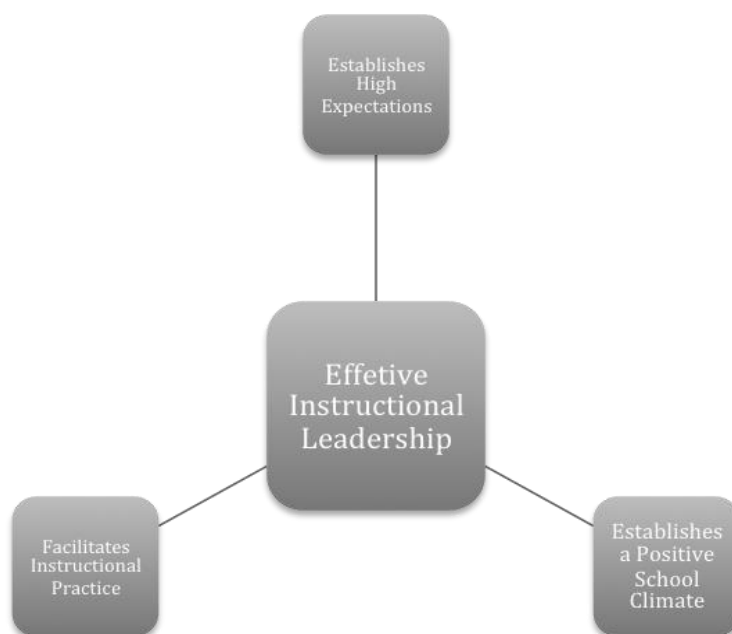 Establishes
High
Expectations
Effetive
Instructional
Leadership
Facilitates
Instructional
Practice
Establishes
a Positive
School
Climate